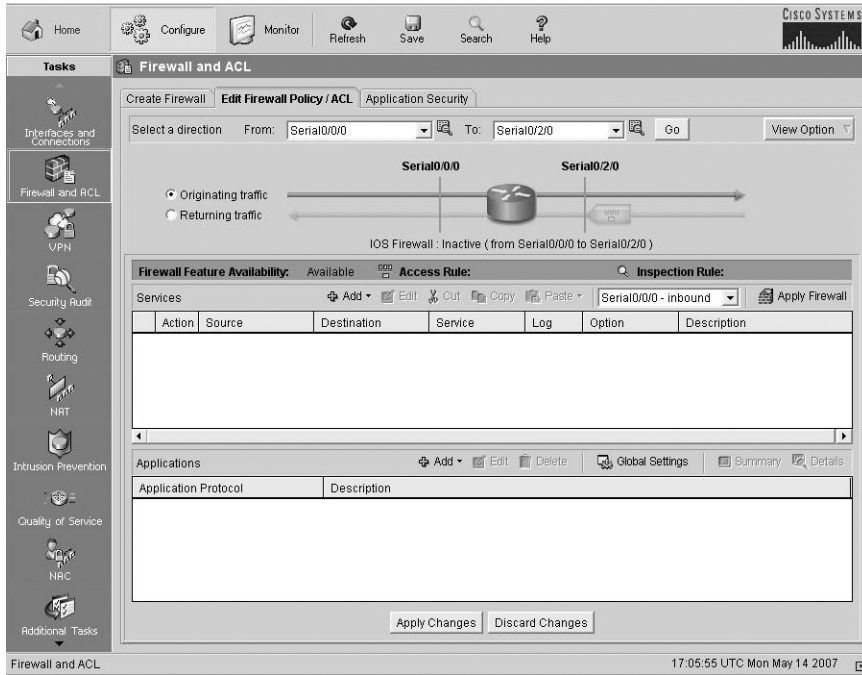 Home
Configure
Monitor
Refresh
Save
Search
Help
CISCO SYSTEMS
Tasks
Firewall and ACL
Create Firewall
Edit Firewall Policy / ACL
Application Security
Select a direction
From:
Serial0/0/0
To:
Serial0/2/0
Go
View Option
Serial0/0/0
Serial0/2/0
Originating traffic
Returning traffic
IOS Firewall : Inactive ( from Serial0/0/0 to Serial0/2/0 )
Firewall Feature Availability:
Available
Access Rule:
Inspection Rule:
Services
Add
Edit
Cut
Copy
Paste
Serial0/0/0 - inbound
Apply Firewall
Action
Source
Destination
Service
Log
Option
Description
Applications
Add
Edit
Delete
Global Settings
Summary
Details
Application Protocol
Description
Apply Changes
Discard Changes
Interfaces and
Connections
Firewall and ACL
VPN
Security Audit
Routing
NAT
Intrusion Prevention
Quality of Service
NAC
Additional Tasks
Firewall and ACL
17:05:55 UTC Mon May 14 2007